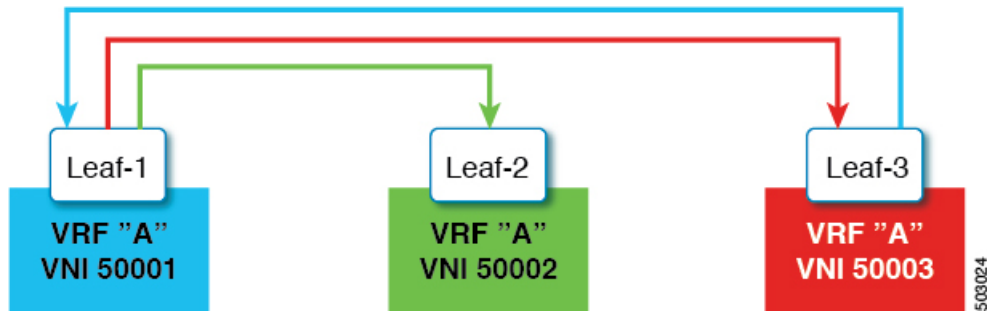 Leaf-1
VRF ”A”
VNI 50001
Leaf-2
VRF ”A”
VNI 50002
Leaf-3
VRF ”A”
VNI 50003
503024